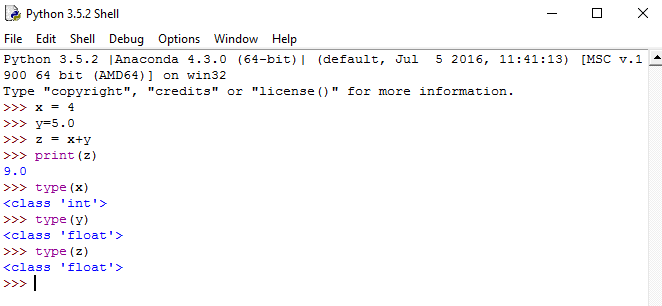 Python 3.5.2 Shell
File Edit Shell Debug Options Window Help
Python 3.5.2 |Anaconda 4.3.0 (64-bit)| (default, Jul  5 2016, 11:41:13) [MSC v.1
900 64 bit (AMD64)] on win32
Type "copyright", "credits" or "license()" for more information.
>>> x = 4
>>> y=5.0
>>> z = x+y
>>> print(z)
9.0
>>> type(x)
<class 'int'>
>>> type(y)
<class 'float'>
>>> type(z)
<class 'float'>
>>>